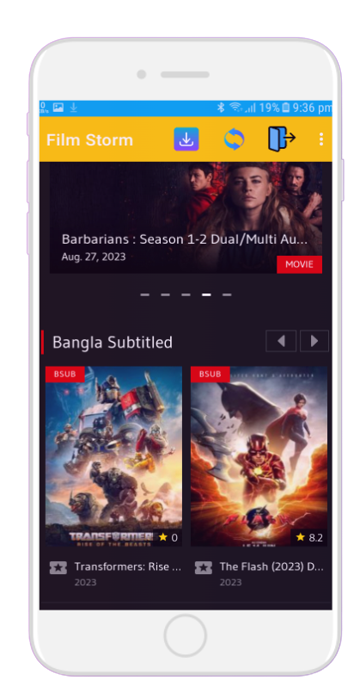 19% 9:36 pm
Film Storm
Barbarians : Season 1-2 Dual/Multi Au...
Aug. 27, 2023
MOVIE
Bangla Subtitled
BSUB
BSUB
TRANSFORMERS
RISE OF THE BEASTS
0
8.2
Transformers: Rise ...
The Flash (2023) D...
2023
2023